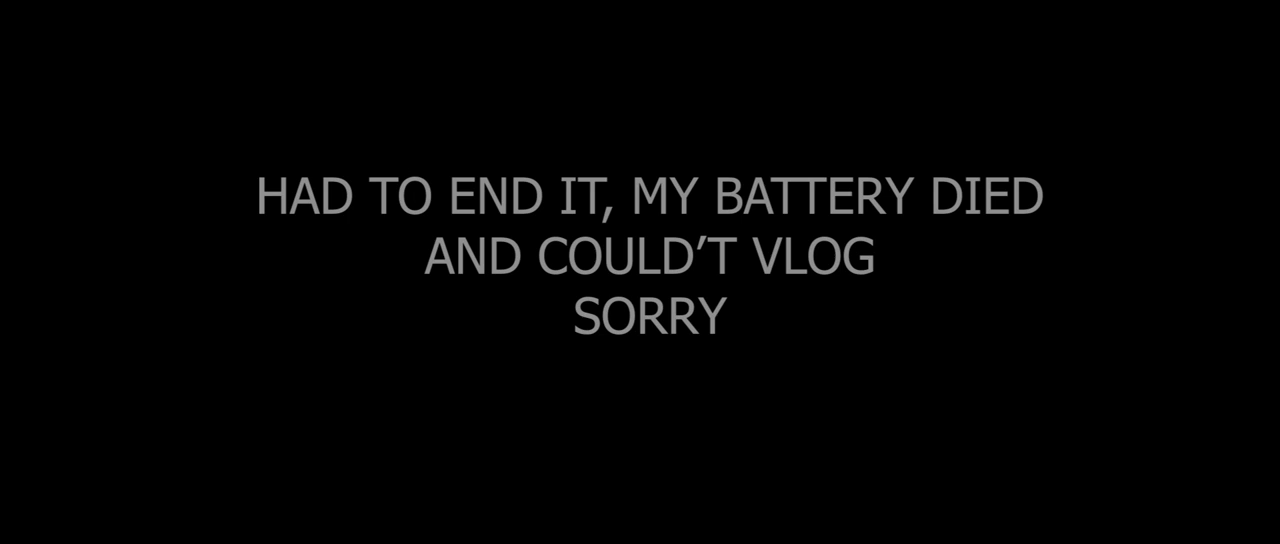 HAD TO END IT, MY BATTERY DIED
AND COULD’T VLOG
SORRY